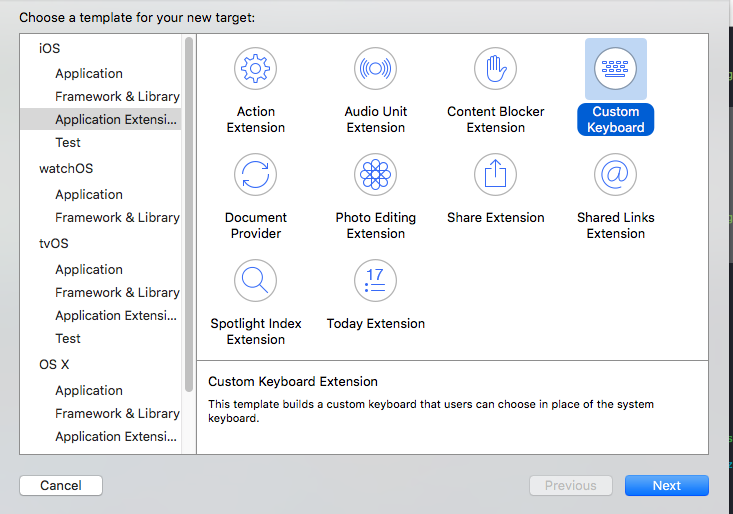 Choose a template for your new target:
iOS
Application
Framework & Library
Application Extensi...
Test
watchOS
Application
Framework & Library
tvOS
Application
Framework & Library
Application Extensi...
Test
OS X
Application
Framework & Library
Application Extensi...
Action
Extension
Audio Unit
Extension
Content Blocker
Extension
Custom
Keyboard
Document
Provider
Photo Editing
Extension
Share Extension
@
Shared Links
Extension
Spotlight Index
Extension
17
Today Extension
Custom Keyboard Extension
This template builds a custom keyboard that users can choose in place of the system
keyboard.
Cancel
Previous
Next